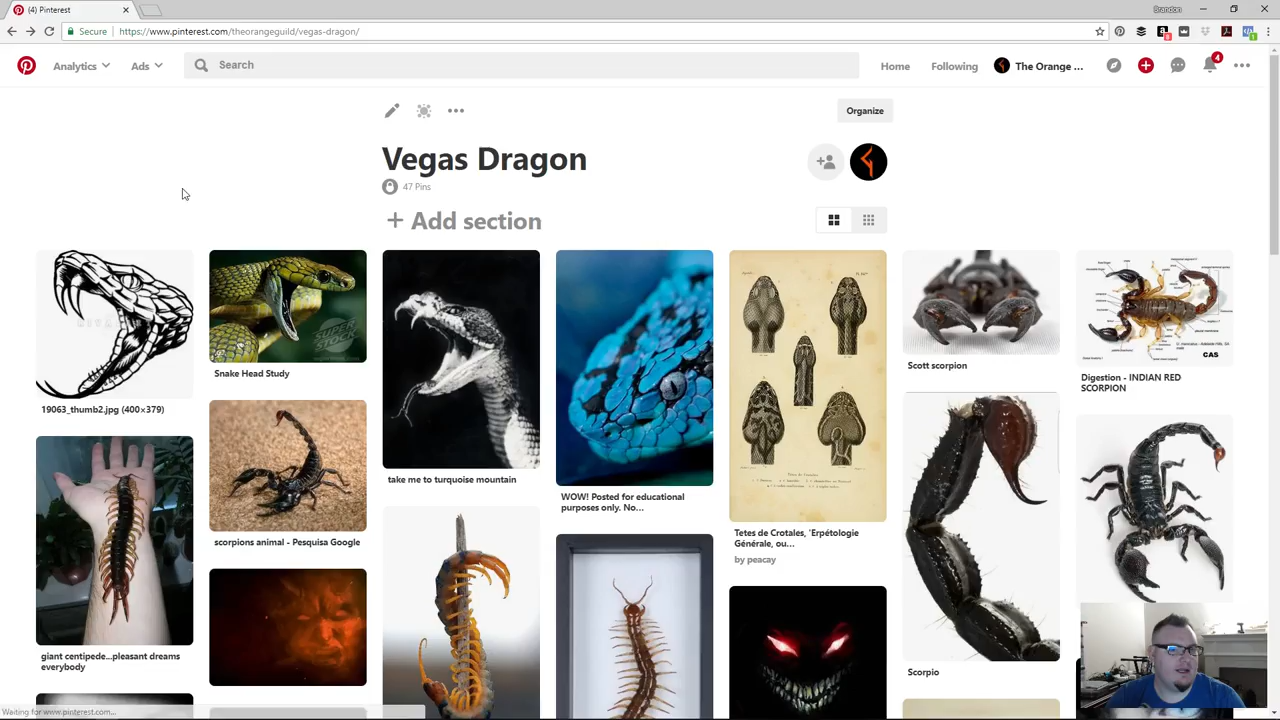 (4) Pinterest
Brandon
Secure
https://www.pinterest.com/theorangeguild/vegas-dragon/
Analytics
Ads
Search
Home
Following
The Orange ...
4
Organize
Vegas Dragon
47 Pins
+ Add section
19063_thumb2.jpg (400×379)
Snake Head Study
take me to turquoise mountain
WOW! Posted for educational
purposes only. No...
Tetes de Crotales, 'Erpétologie
Générale, ou...
by peacay
Scott scorpion
CAS
Digestion - INDIAN RED
SCORPION
giant centipede...pleasant dreams
everybody
scorpions animal - Pesquisa Google
Scorpio
Waiting for www.pinterest.com...